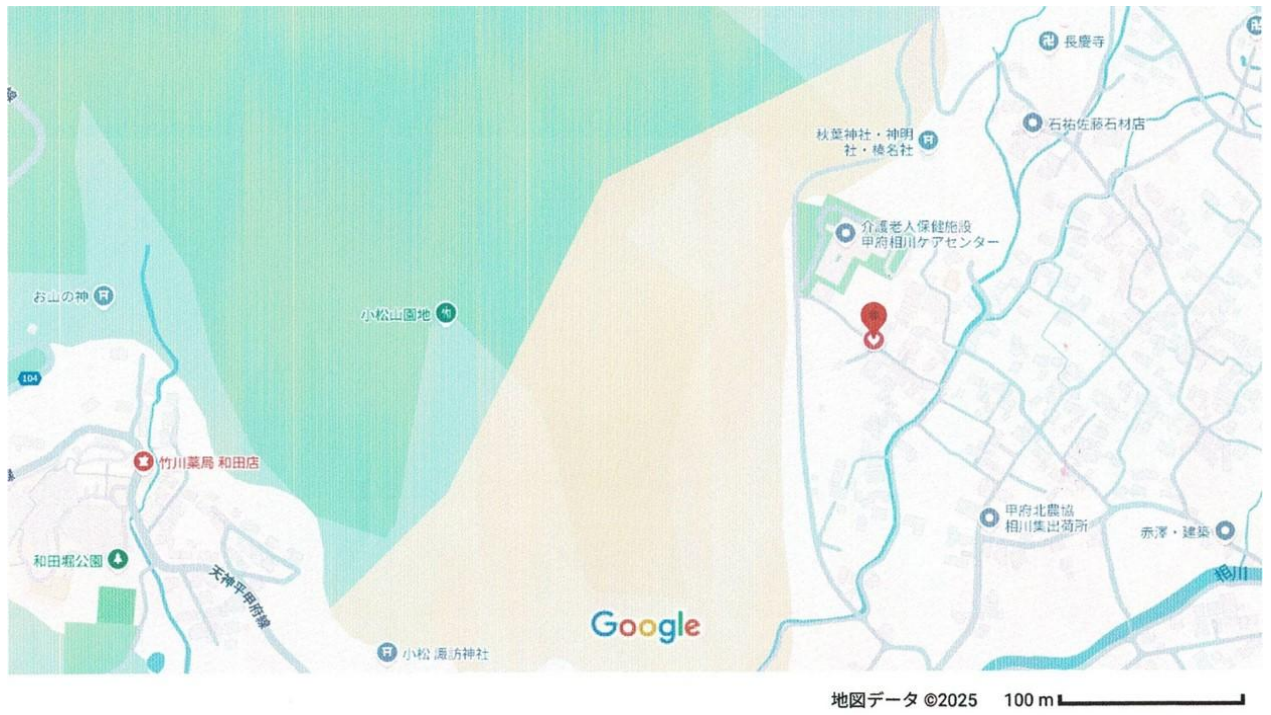 長慶寺
石祐佐藤石材店
秋葉神社・神明
社・榛名社
介護老人保健施設
甲府相川ケアセンター
お山の神
小松山園地
104
竹川薬局 和田店
甲府北農協
相川集出荷所
赤澤・建築
和田堀公園
天神平甲府線
相川
Google
小松 諏訪神社
地図データ ©2025
100 m